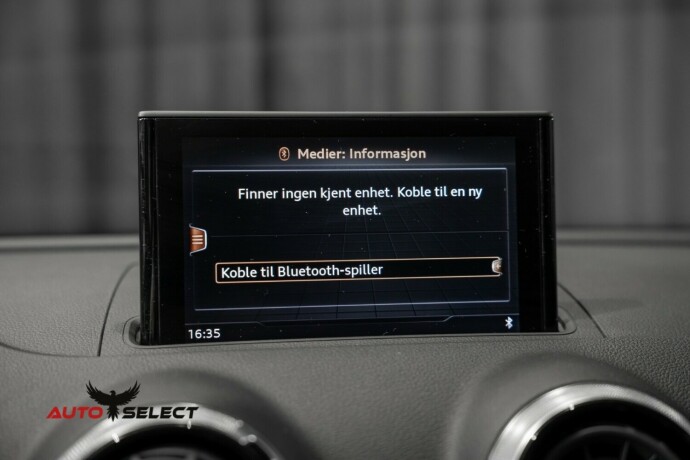 Medier: Informasjon
Finner ingen kjent enhet. Koble til en ny
enhet.
Koble til Bluetooth-spiller
16:35
AUTO SELECT